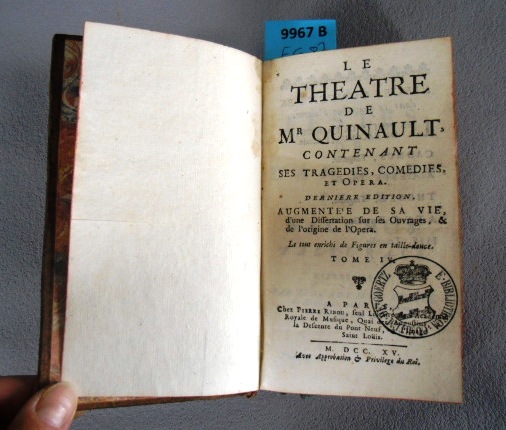 9967 B
LE
THEATRE
DE
MR QUINAULT,
CONTENANT
SES TRAGEDIES, COMEDIES,
ET OPERA.
DERNIERE EDITION,
AUGMENTÉE DE SA VIE,
d'une Dissertation sur ses Ouvrages, &
de l'origine de l'Opera.
Le tout enrichi de Figures en taille-douce.
TOME IV.
A PARIS
Chez PIERRE RIBOU, seul
Royale de Musique, Quai
la Descente du Pont Neuf,
Saint Louis.
M. DCC. XV.
Avec Approbation & Privilege du Roi.